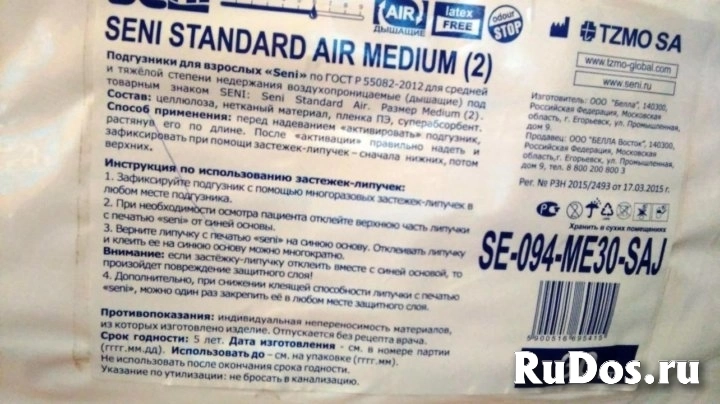 AIR
ДЫШАЩИЕ
latex
FREE
odour
STOP
TZMO SA
www.tzmo-global.com
www.seni.ru
SENI STANDARD AIR MEDIUM (2)
Подгузники для взрослых «Seni» по ГОСТ Р 55082-2012 для средней
и тяжёлой степени недержания воздухопроницаемые (дышащие) под
товарным знаком SENI: Seni Standard Air. Размер Medium (2).
Состав: целлюлоза, нетканый материал, пленка ПЭ, суперабсорбент.
Способ применения: перед надеванием «активировать» подгузник,
растянув его по длине. После «активации» правильно надеть и
зафиксировать при помощи застежек-липучек – сначала нижних, потом
верхних.
Инструкция по использованию застежек-липучек:
1. Зафиксируйте подгузник с помощью многоразовых застежек-липучек в
любом месте подгузника.
2. При необходимости осмотра пациента отклейте верхнюю часть липучки
с печатью «seni» от синей основы.
3. Верните липучку с печатью «seni» на синюю основу. Отклеивать липучку
и клеить ее на синюю основу можно многократно.
Внимание: если застёжку-липучку отклеить вместе с синей основой, то
произойдет повреждение защитного слоя!
4. Дополнительно, при снижении клеящей способности липучки с печатью
«seni», можно один раз закрепить её в любом месте защитного слоя.
Противопоказания: индивидуальная непереносимость материалов,
из которых изготовлено изделие. Отпускается без рецепта врача.
Срок годности: 5 лет. Дата изготовления – см. в номере партии
(гггг.мм.дд). Использовать до – см. на упаковке (гггг.мм).
Не использовать после окончания срока годности.
Указание по утилизации: не бросать в канализацию.
Изготовитель: ООО "Белла", 140300,
Российская Федерация, Московская
область, г. Егорьевск, ул. Промышленная,
дом 9.
Продавец: ООО "БЕЛЛА Восток", 140300,
Российская Федерация, Московская
область,г. Егорьевск, ул. Промышленная,
дом 9, тел. 8 800 200 800 3
Рег. № РЗН 2015/2493 от 17.03.2015 г.
Хранить в сухих помещениях
SE-094-ME30-SAJ
5900516695415
RuDos.ru